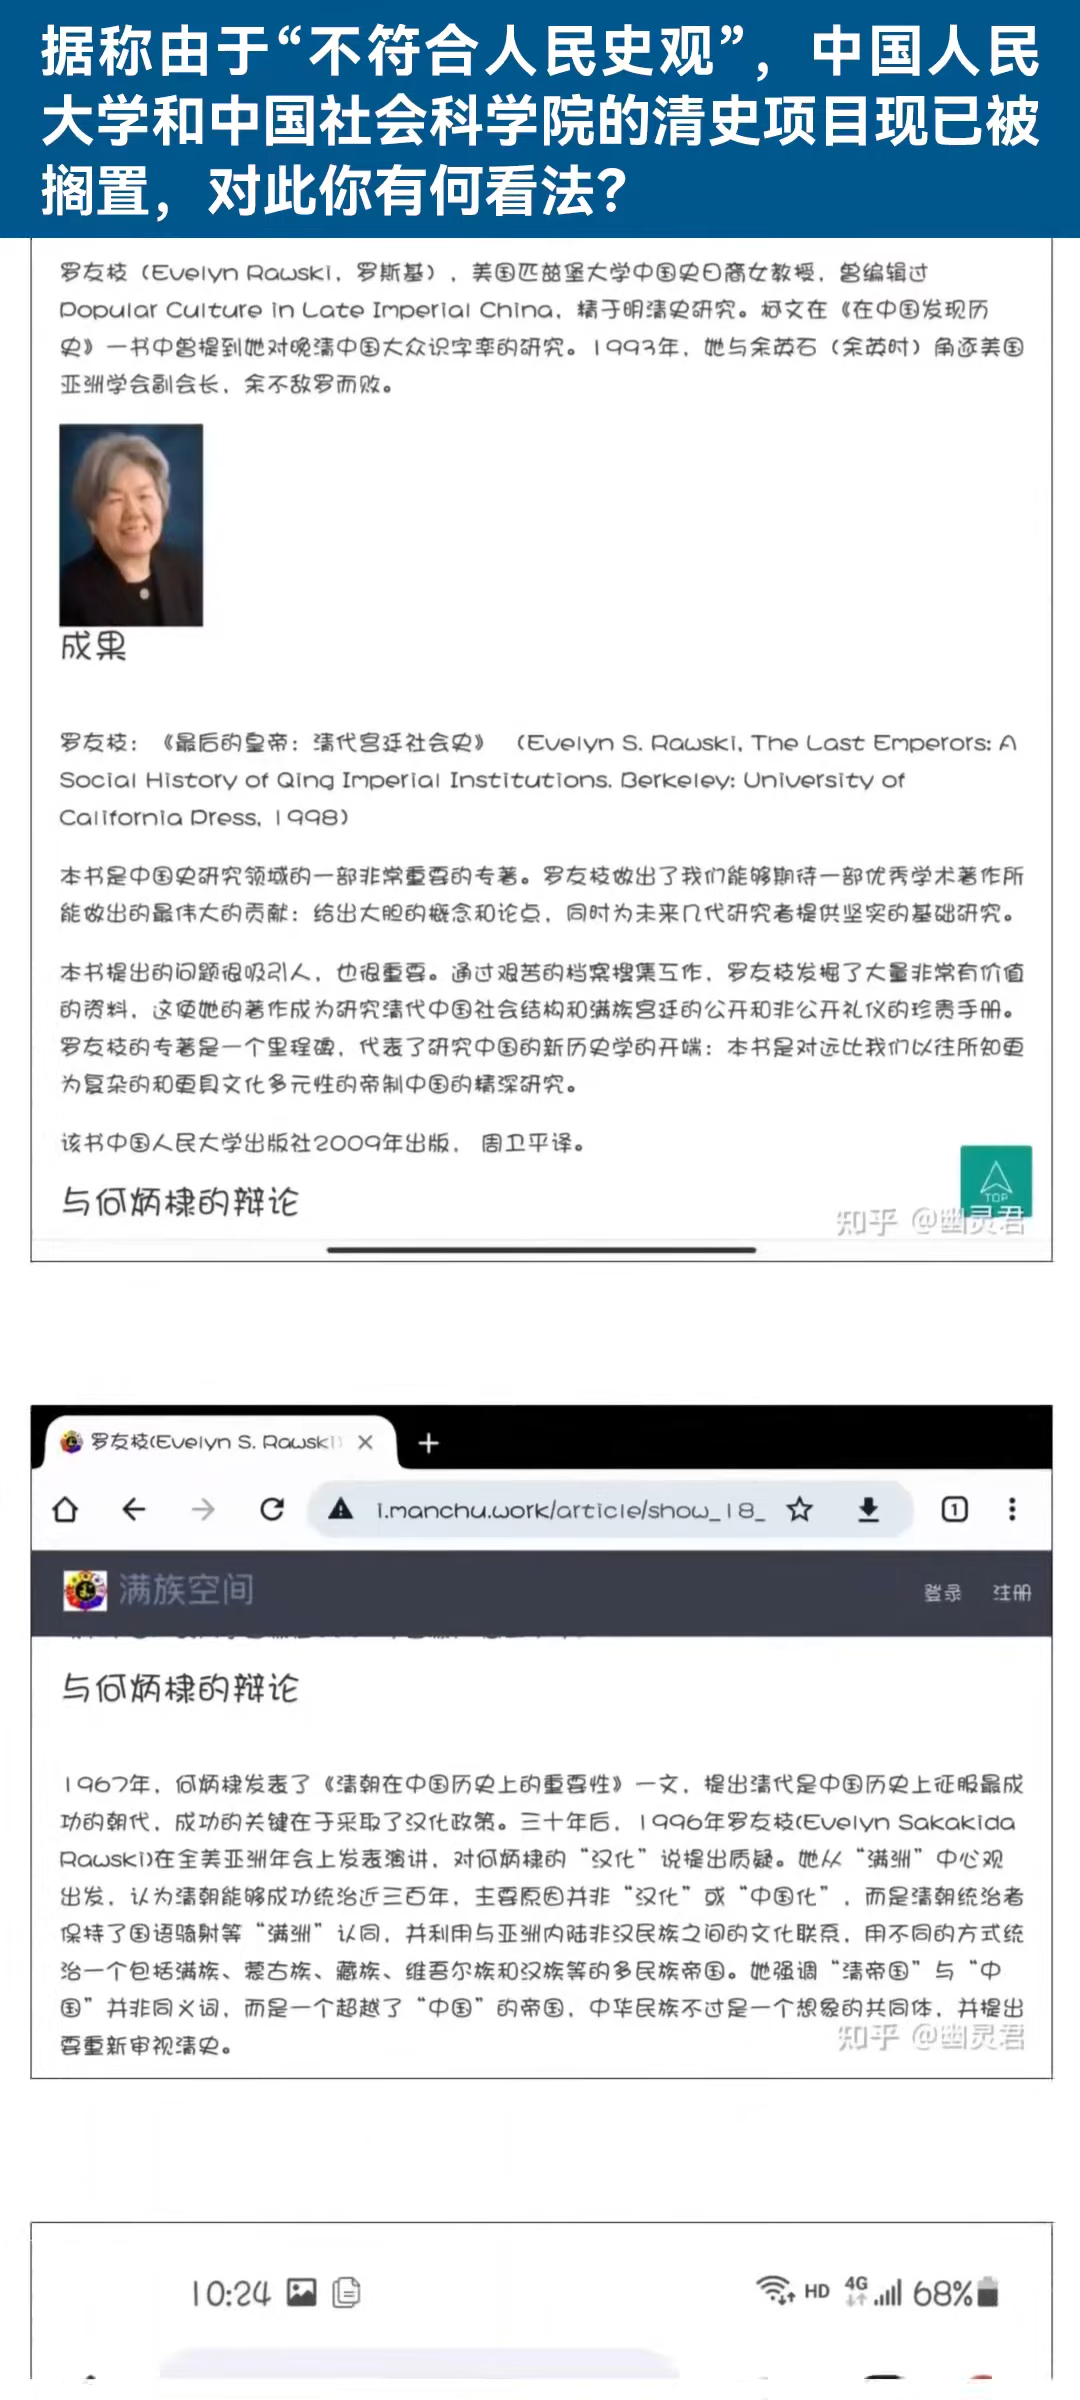 据称由于“不符合人民史观”，中国人民
大学和中国社会科学院的清史项目现已被
搁置，对此你有何看法？
罗友枝（Evelyn Rawski，罗斯基），美国匹兹堡大学中国史日裔女教授，曾编辑过
Popular Culture in Late Imperial China，精于明清史研究。柯文在《在中国发现历
史》一书中曾提到她对晚清中国大众识字率的研究。1993年，她与余英石（余英时）角逐美国
亚洲学会副会长，余不敌罗而败。
成果
罗友枝：《最后的皇帝：清代宫廷社会史》（Evelyn S. Rawski, The Last Emperors: A
Social History of Qing Imperial Institutions. Berkeley: University of
California Press, 1998）
本书是中国史研究领域的一部非常重要的专著。罗友枝做出了我们能够期待一部优秀学术著作所
能做出的最伟大的贡献：给出大胆的概念和论点，同时为未来几代研究者提供坚实的基础研究。
本书提出的问题很吸引人，也很重要。通过艰苦的档案搜集工作，罗友枝发掘了大量非常有价值
的资料，这使她的著作成为研究清代中国社会结构和满族宫廷的公开和非公开礼仪的珍贵手册。
罗友枝的专著是一个里程碑，代表了研究中国的新历史学的开端：本书是对远比我们以往所知更
为复杂的和更具文化多元性的帝制中国的精深研究。
该书中国人民大学出版社2009年出版， 周卫平译。
TOP
与何炳棣的辩论
知乎 @幽灵君
罗友枝(Evelyn S. Rawski)
i.manchu.work/article/show_18_
1
满族空间
登录 注册
与何炳棣的辩论
1967年，何炳棣发表了《清朝在中国历史上的重要性》一文，提出清代是中国历史上征服最成
功的朝代，成功的关键在于采取了汉化政策。三十年后，1996年罗友枝(Evelyn Sakakida
Rawski)在全美亚洲年会上发表演讲，对何炳棣的“汉化”说提出质疑。她从“满洲”中心观
出发，认为清朝能够成功统治近三百年，主要原因并非“汉化”或“中国化”，而是清朝统治者
保持了国语骑射等“满洲”认同，并利用与亚洲内陆非汉民族之间的文化联系，用不同的方式统
治一个包括满族、蒙古族、藏族、维吾尔族和汉族等的多民族帝国。她强调“清帝国”与“中
国”并非同义词，而是一个超越了“中国”的帝国，中华民族不过是一个想象的共同体，并提出
要重新审视清史。
知乎 @幽灵君
10:24
HD 4G 68%